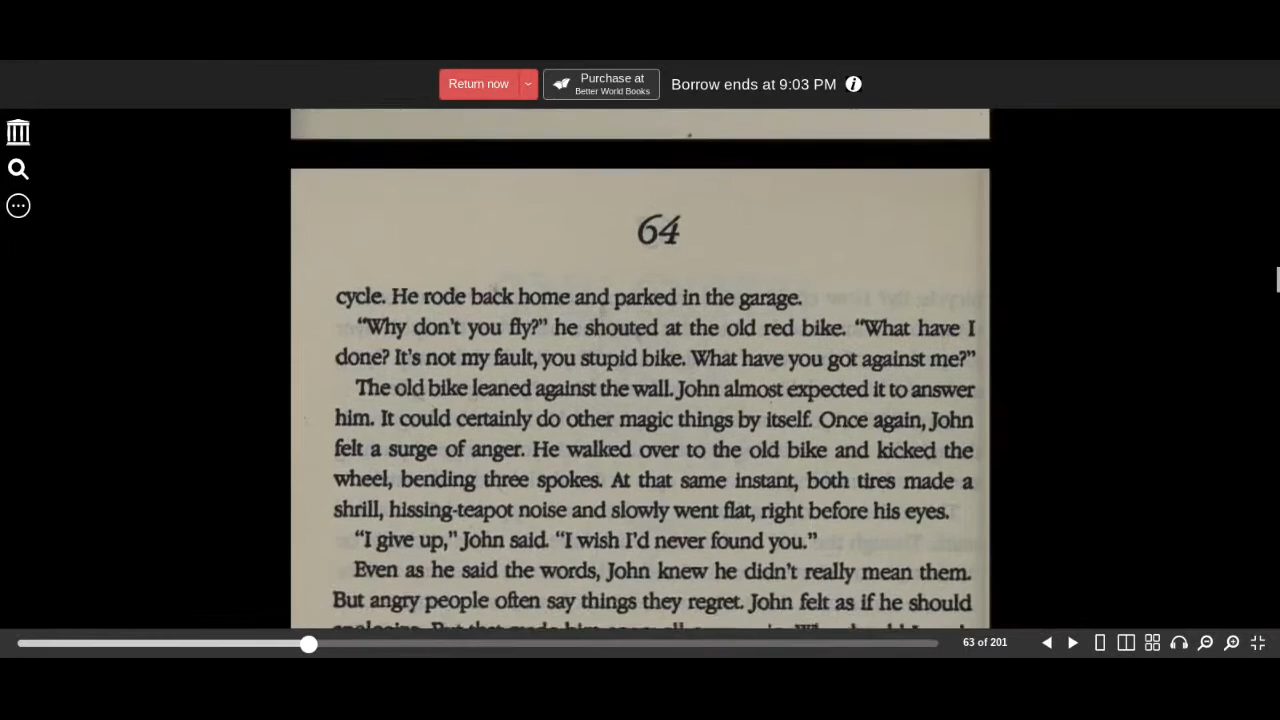 Return now
Purchase at
Better World Books
Borrow ends at 9:03 PM
64
cycle. He rode back home and parked in the garage.
“Why don’t you fly?” he shouted at the old red bike. “What have I
done? It’s not my fault, you stupid bike. What have you got against me?”
The old bike leaned against the wall. John almost expected it to answer
him. It could certainly do other magic things by itself. Once again, John
felt a surge of anger. He walked over to the old bike and kicked the
wheel, bending three spokes. At that same instant, both tires made a
shrill, hissing-teapot noise and slowly went flat, right before his eyes.
“I give up,” John said. “I wish I’d never found you.”
Even as he said the words, John knew he didn’t really mean them.
But angry people often say things they regret. John felt as if he should
63 of 201